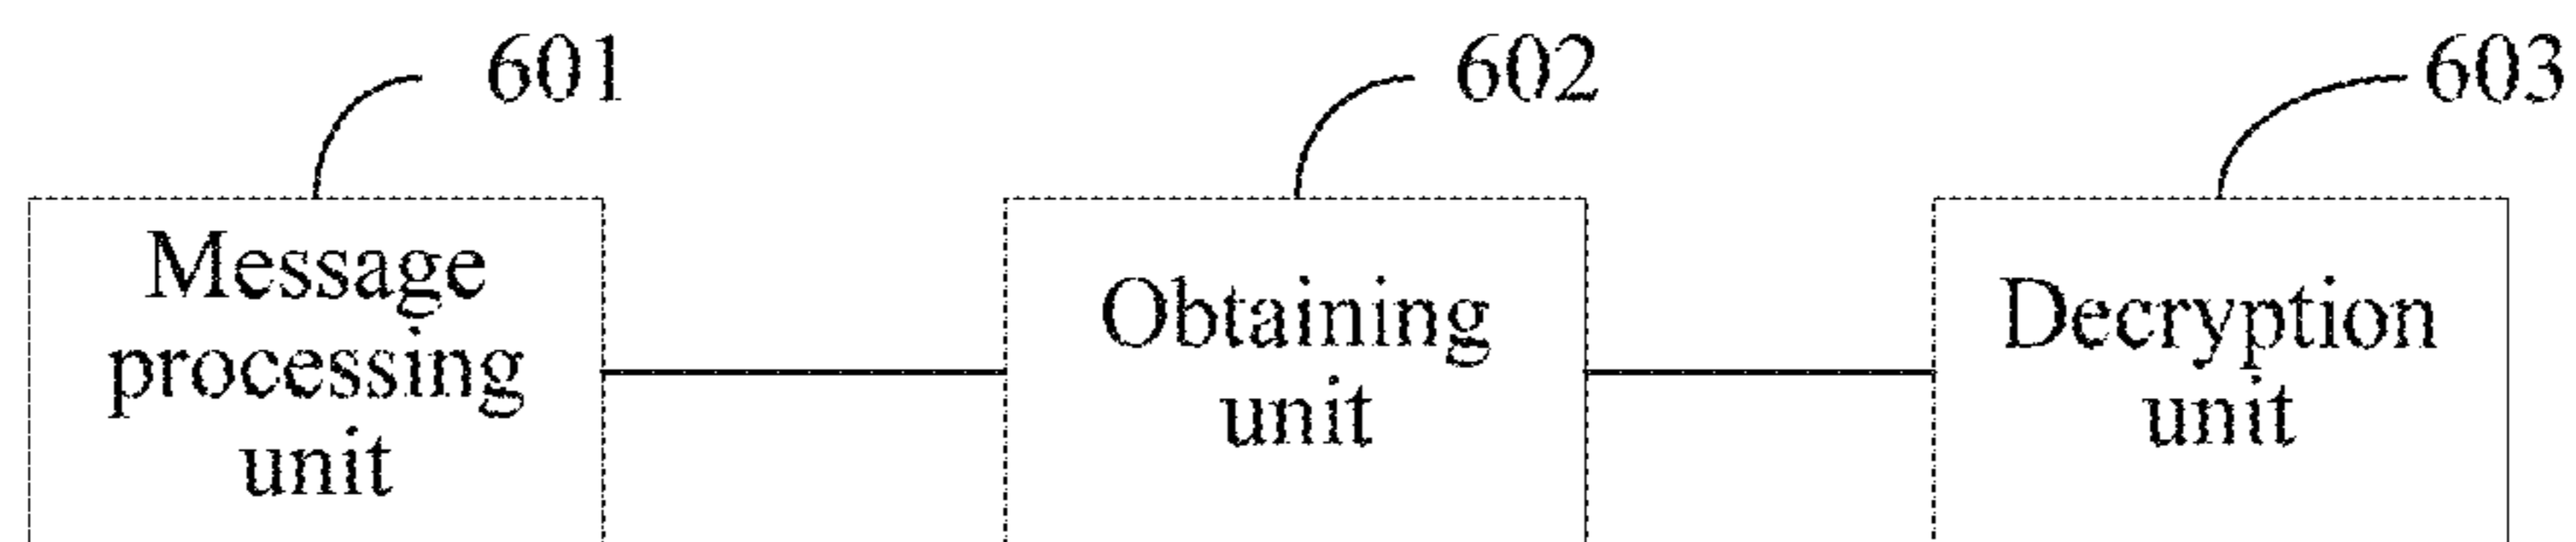 601
602
603
Message
processing
unit
Obtaining
unit
Decryption
unit